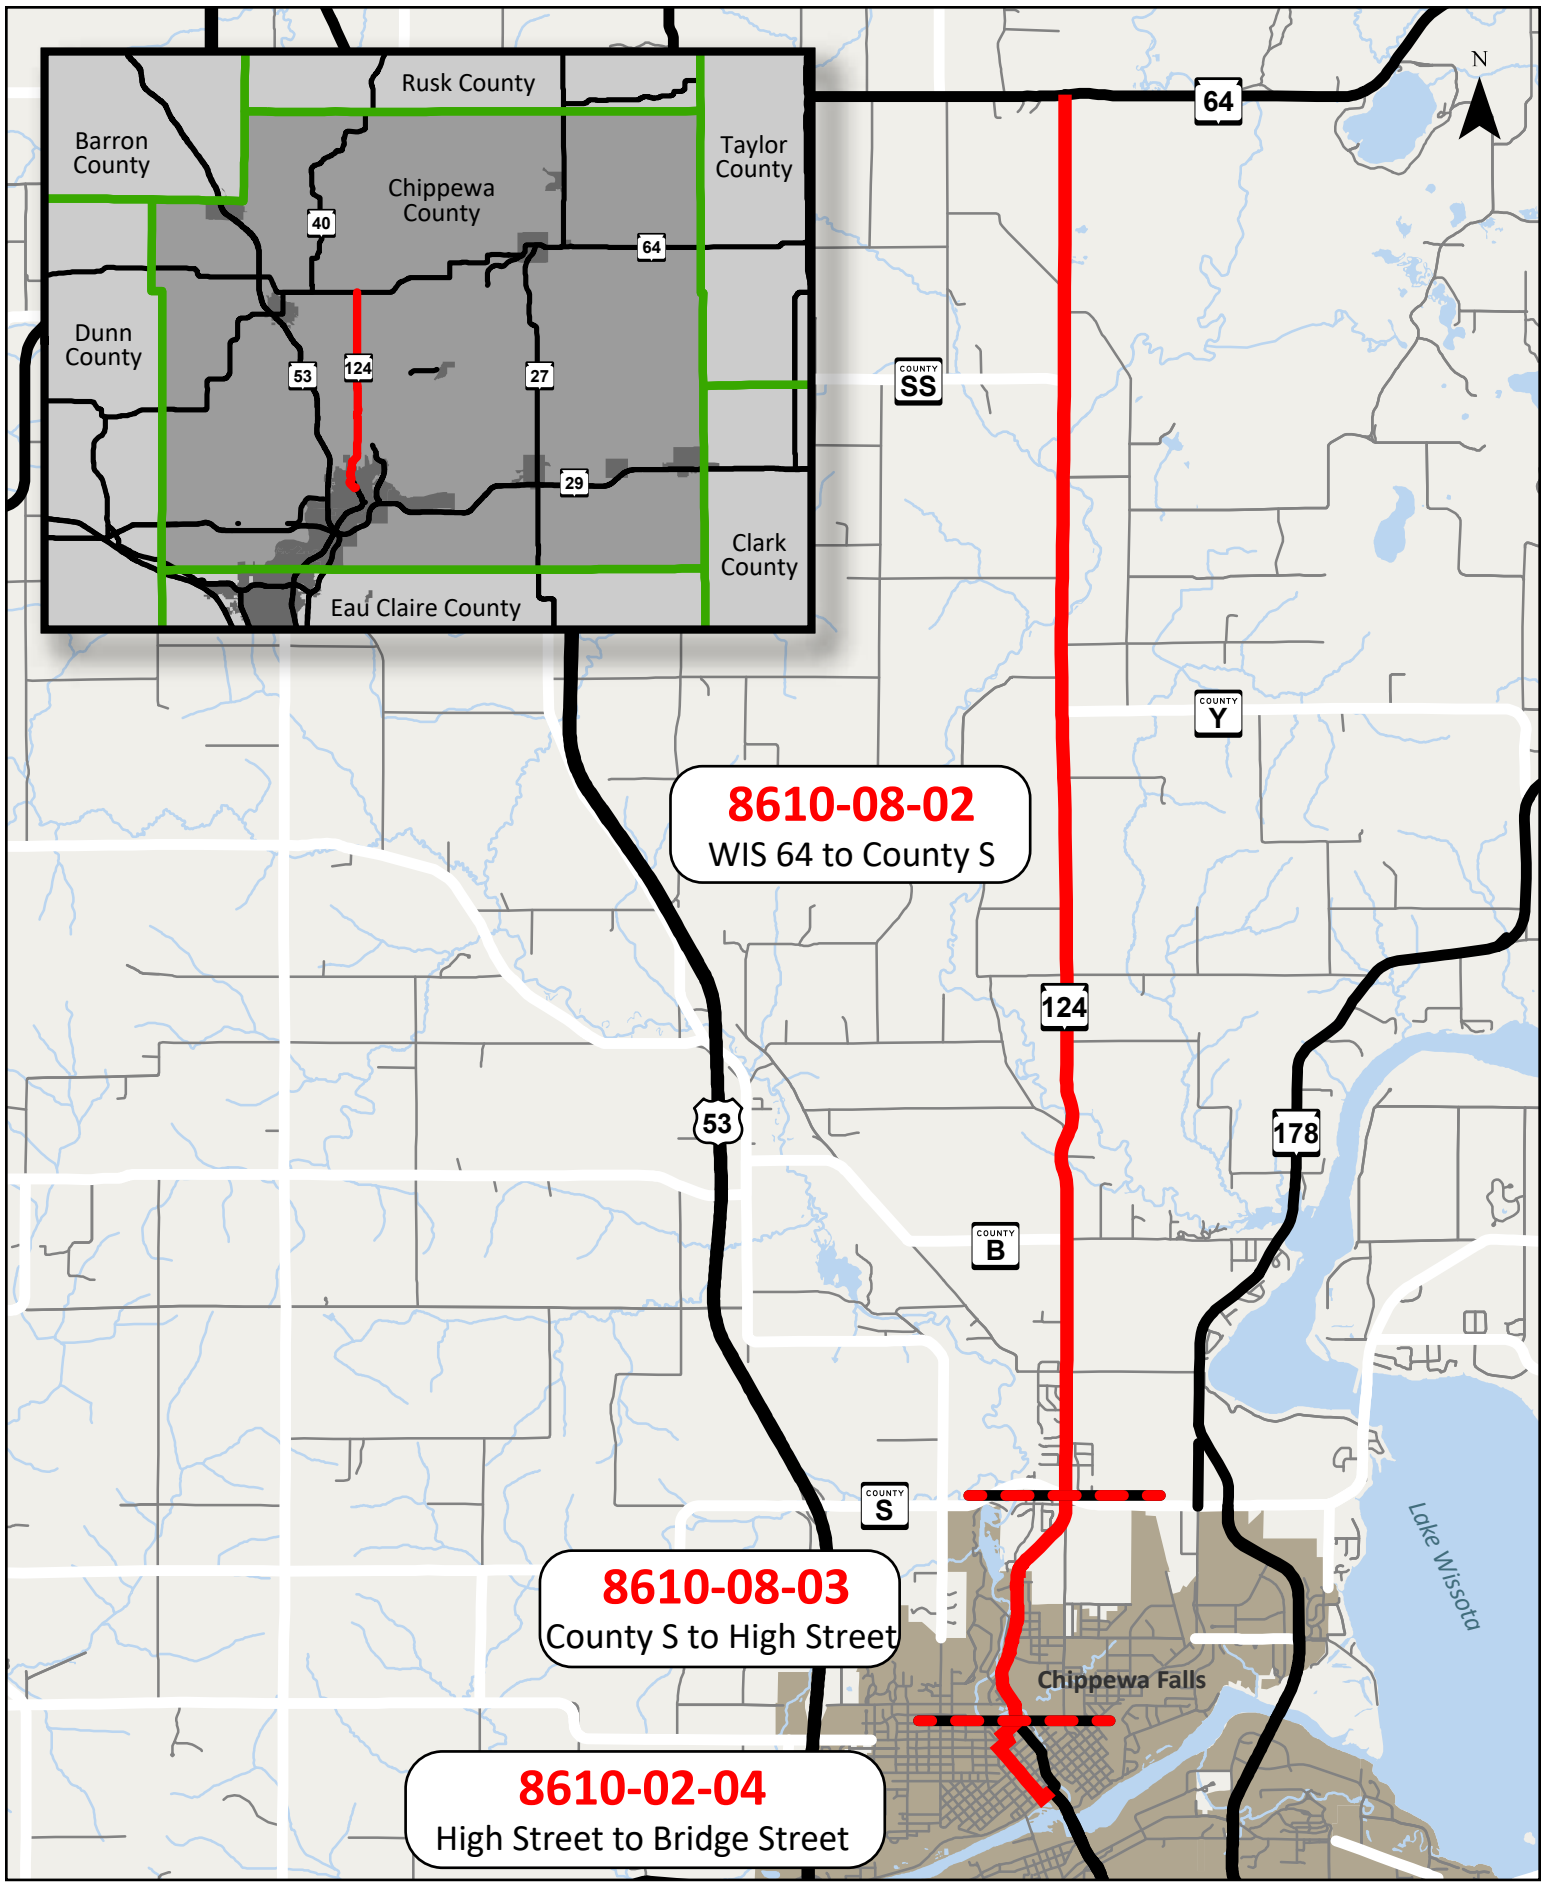 Rusk County
Barron
County
Taylor
County
Chippewa
County
40
64
Dunn
County
53
124
27
29
Clark
County
Eau Claire County
N
64
COUNTY
SS
COUNTY
Y
8610-08-02
WIS 64 to County S
124
53
178
COUNTY
B
COUNTY
S
Lake Wissota
8610-08-03
County S to High Street
Chippewa Falls
8610-02-04
High Street to Bridge Street